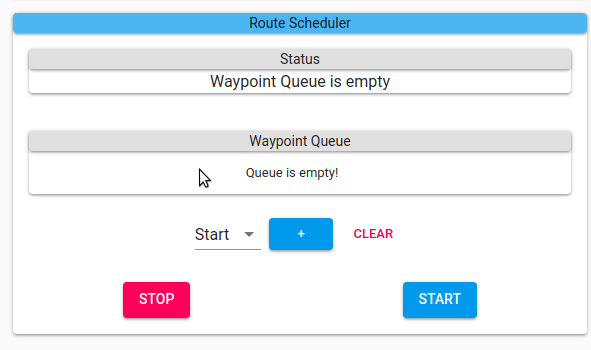 Route Scheduler
Status
Waypoint Queue is empty
Waypoint Queue
Queue is empty!
Start + CLEAR
STOP START